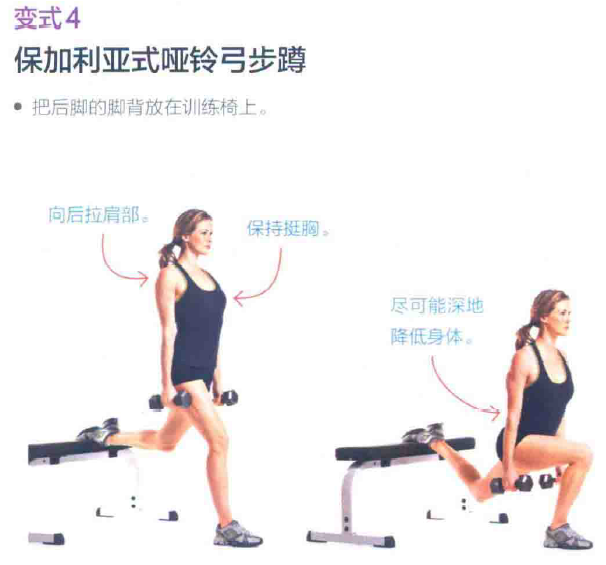 变式4
保加利亚式哑铃弓步蹲
• 把后脚的脚背放在训练椅上。
向后拉肩部。
保持挺胸。
尽可能深地
降低身体。